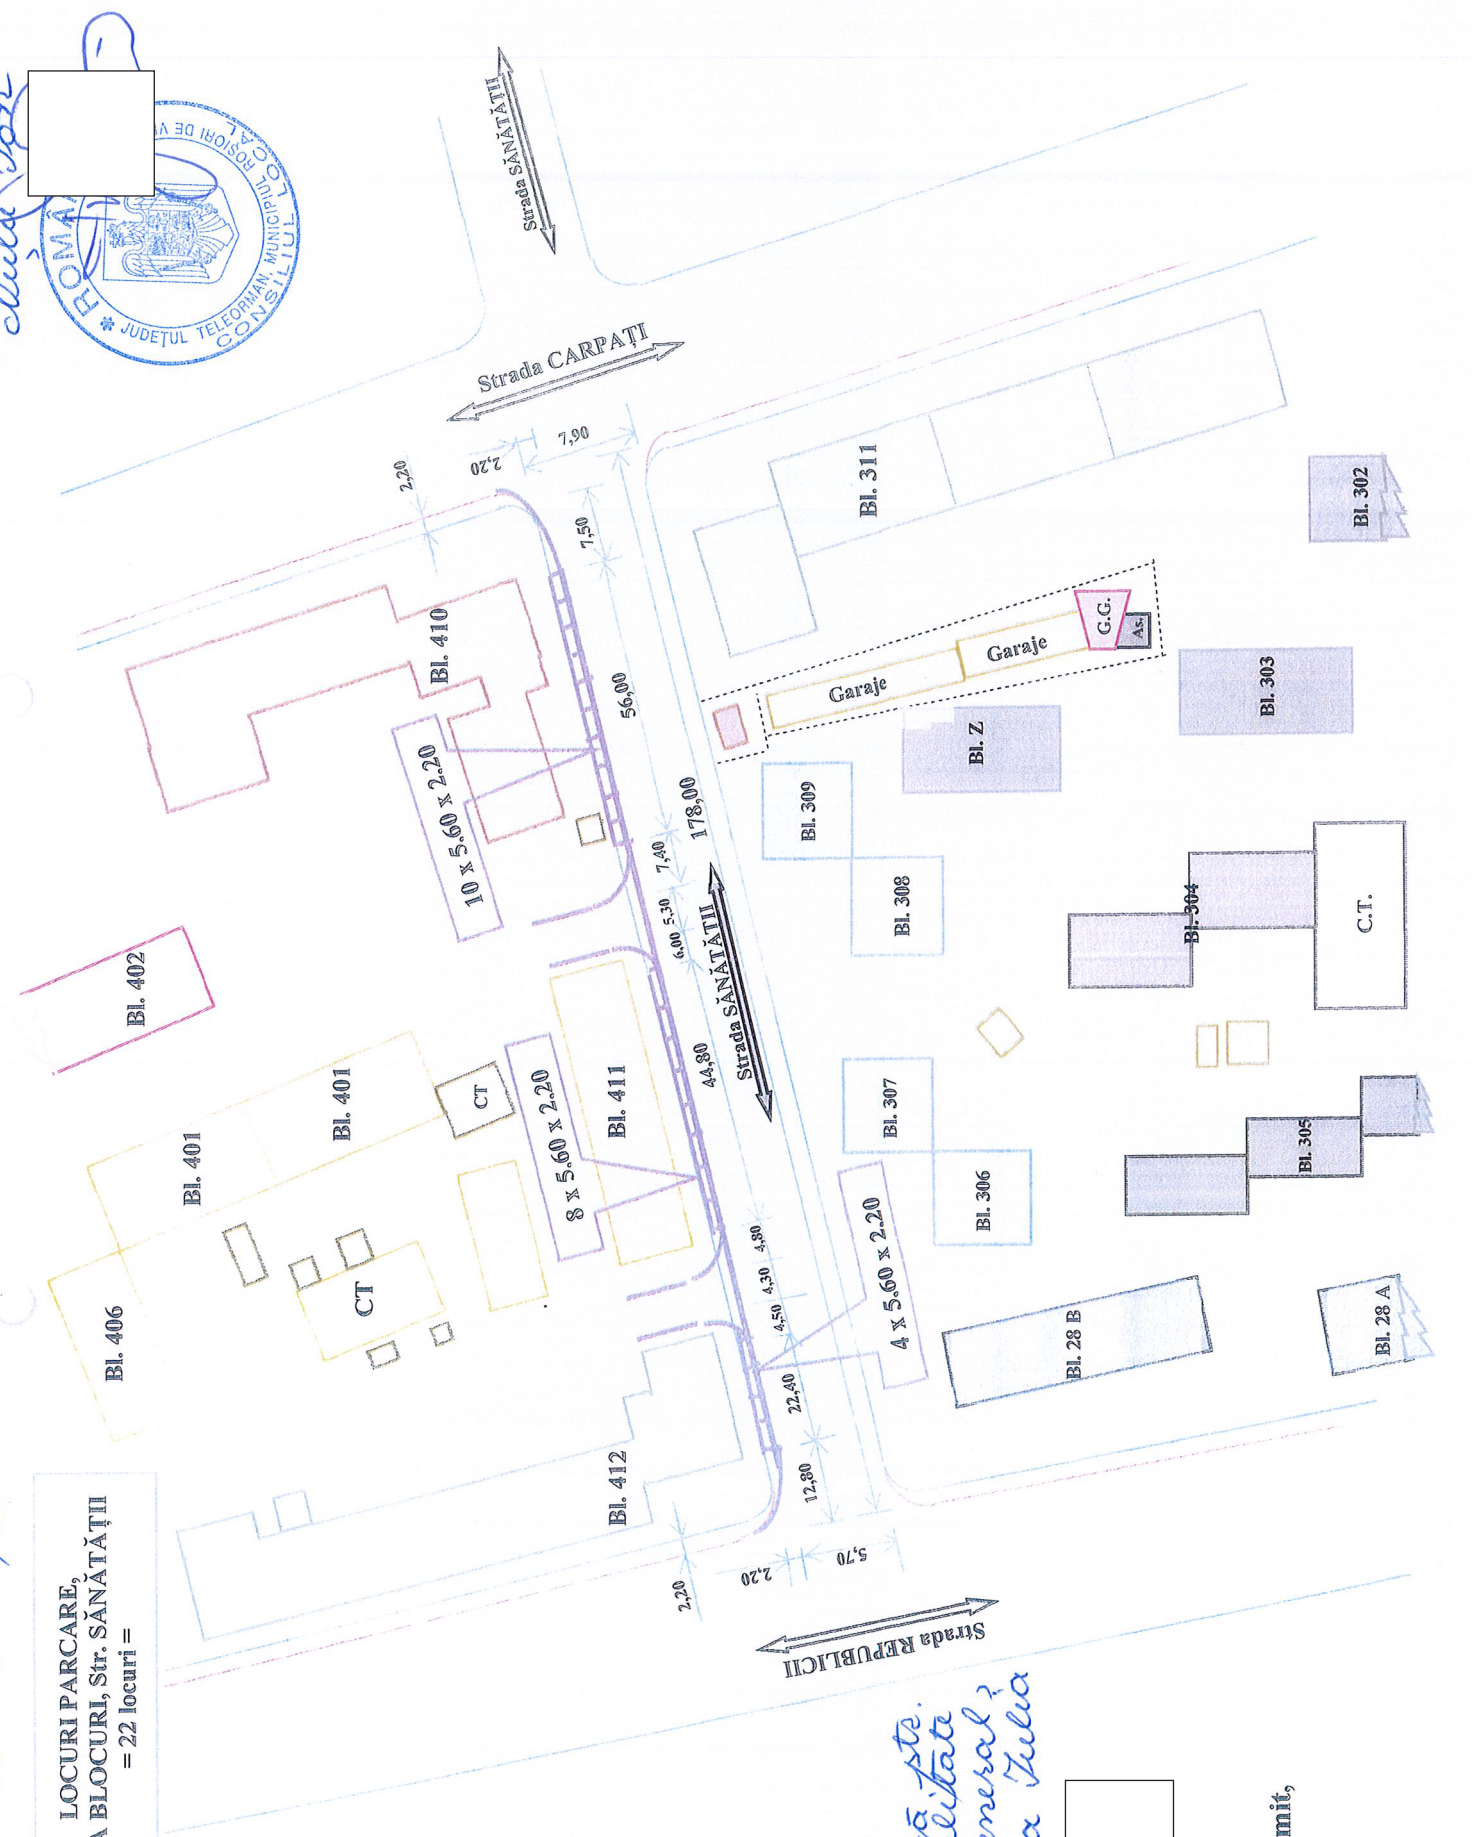 ROMÂ
JUDEȚUL TELEORMAN, MUNICIPIUL ROȘIORI DE V
CONSILIUL LOCAL
Strada SĂNĂTĂȚII
Strada CARPAȚI
7,90
2,20
2,20
7,50
Bl. 311
Bl. 302
Bl. 410
56,00
G.G.
As.
Garaje
Garaje
Bl. 303
Bl. Z
10 x 5.60 x 2.20
178,00
Bl. 309
7,40
Bl. 308
5,30
6,00
Bl. 304
C.T.
Strada SĂNĂTĂȚII
Bl. 402
44,80
Bl. 411
Bl. 401
Bl. 401
CT
8 x 5.60 x 2.20
Bl. 307
Bl. 305
Bl. 306
4,80
4,30
4,50
4 x 5.60 x 2.20
CT
Bl. 406
Bl. 28 B
Bl. 28 A
22,40
12,80
Bl. 412
2,20
2,20
5,70
Strada REPUBLICII
LOCURI PARCARE,
A BLOCURI, Str. SĂNĂTĂȚII
= 22 locuri =
Iulia
mit,